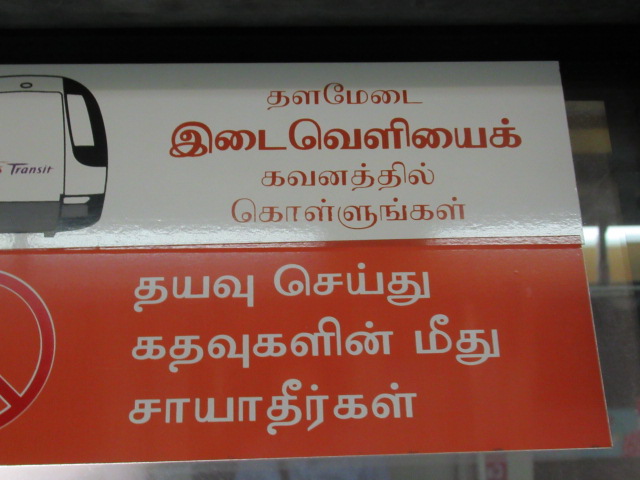 தளமேடை
இடைவெளியைக்
கவனத்தில்
கொள்ளுங்கள்
Transit
தயவு செய்து
கதவுகளின் மீது
சாயாதீர்கள்